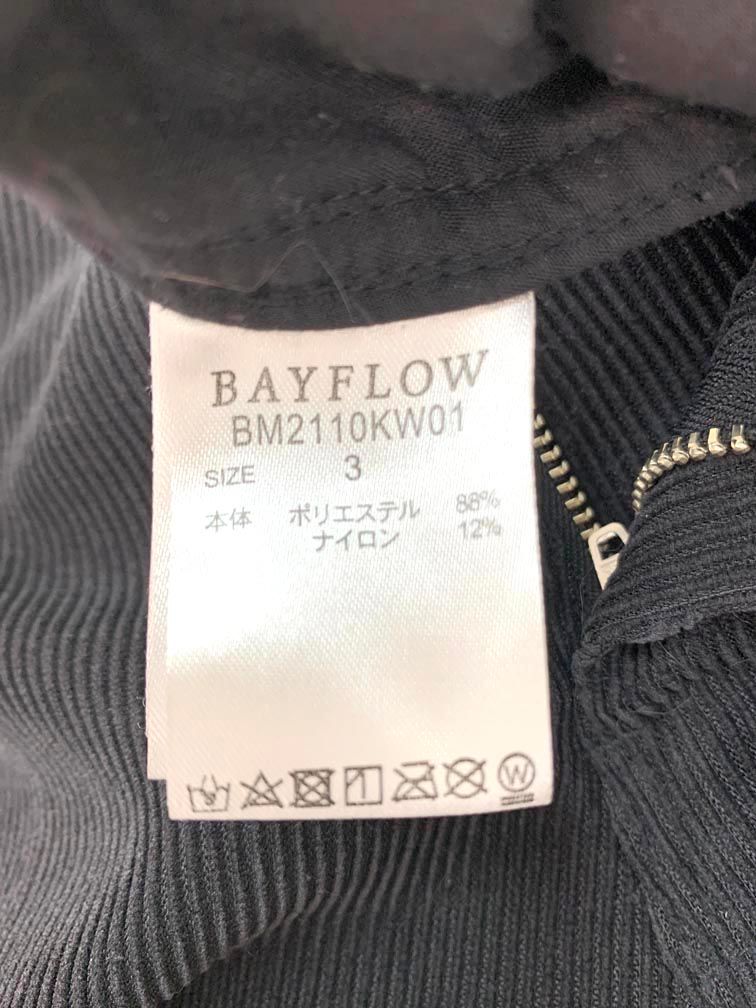 BAYFLOW
BM2110KW01
SIZE 3
本体 ポリエステル 88%
ナイロン 12%
W